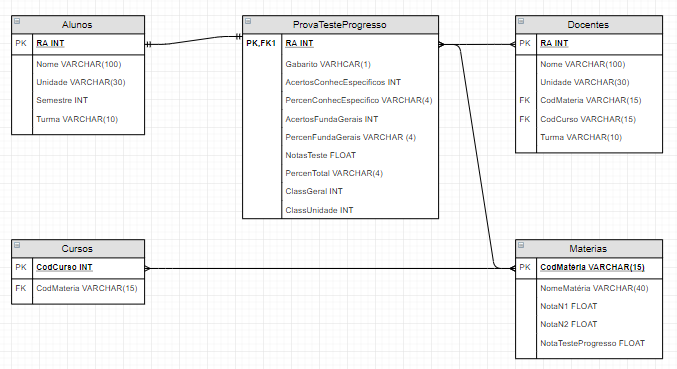 Alunos
PK RA INT
Nome VARCHAR(100)
Unidade VARCHAR(30)
Semestre INT
Turma VARCHAR(10)
ProvaTesteProgresso
PK,FK1 RA INT
Gabarito VARHCAR(1)
AcertosConhecEspecificos INT
PercenConhecEspecifico VARCHAR(4)
AcertosFundaGerais INT
PercenFundaGerais VARCHAR (4)
NotasTeste FLOAT
PercenTotal VARCHAR(4)
ClassGeral INT
ClassUnidade INT
Docentes
PK RA INT
Nome VARCHAR(100)
Unidade VARCHAR(30)
FK CodMateria VARCHAR(15)
FK CodCurso VARCHAR(15)
Turma VARCHAR(10)
Cursos
PK CodCurso INT
FK CodMateria VARCHAR(15)
Materias
PK CodMatéria VARCHAR(15)
NomeMatéria VARCHAR(40)
NotaN1 FLOAT
NotaN2 FLOAT
NotaTesteProgresso FLOAT